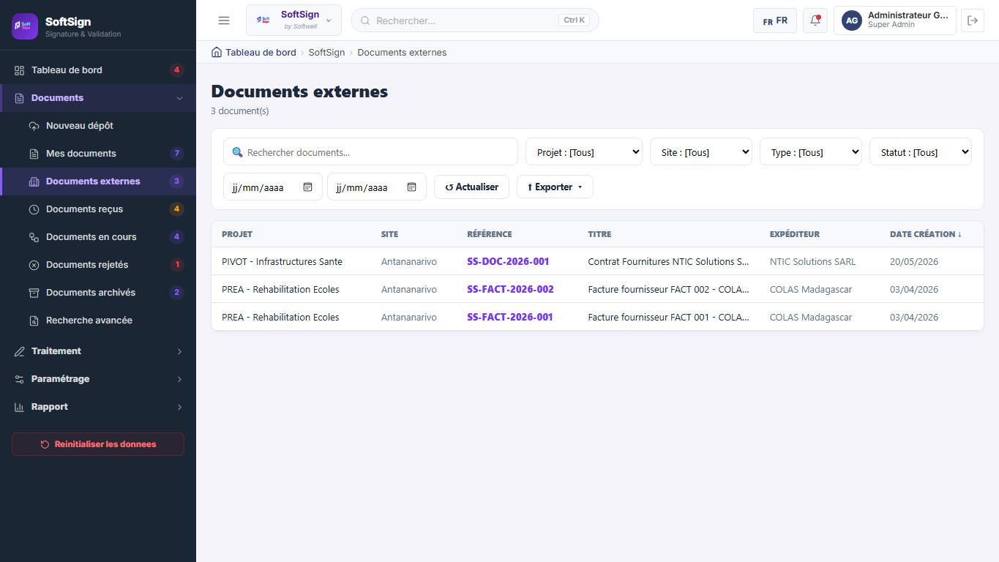 SoftSign
Signature & Validation
Tableau de bord 4
Documents
Nouveau dépôt
Mes documents 7
Documents externes 3
Documents reçus 4
Documents en cours 4
Documents rejetés 1
Documents archivés 2
Recherche avancée
Traitement
Paramétrage
Rapport
Reinitialiser les donnees
SoftSign
by Softwell
Rechercher... Ctrl K
FR FR
AG
Administrateur G...
Super Admin
Tableau de bord › SoftSign › Documents externes
Documents externes
3 document(s)
Rechercher documents... Projet : [Tous] Site : [Tous] Type : [Tous] Statut : [Tous]
jj/mm/aaaa jj/mm/aaaa ↺ Actualiser ⬆ Exporter ▾
PROJET SITE RÉFÉRENCE TITRE EXPÉDITEUR DATE CRÉATION ↓
PIVOT - Infrastructures Sante Antananarivo SS-DOC-2026-001 Contrat Fournitures NTIC Solutions S... NTIC Solutions SARL 20/05/2026
PREA - Rehabilitation Ecoles Antananarivo SS-FACT-2026-002 Facture fournisseur FACT 002 - COLA... COLAS Madagascar 03/04/2026
PREA - Rehabilitation Ecoles Antananarivo SS-FACT-2026-001 Facture fournisseur FACT 001 - COLA... COLAS Madagascar 03/04/2026